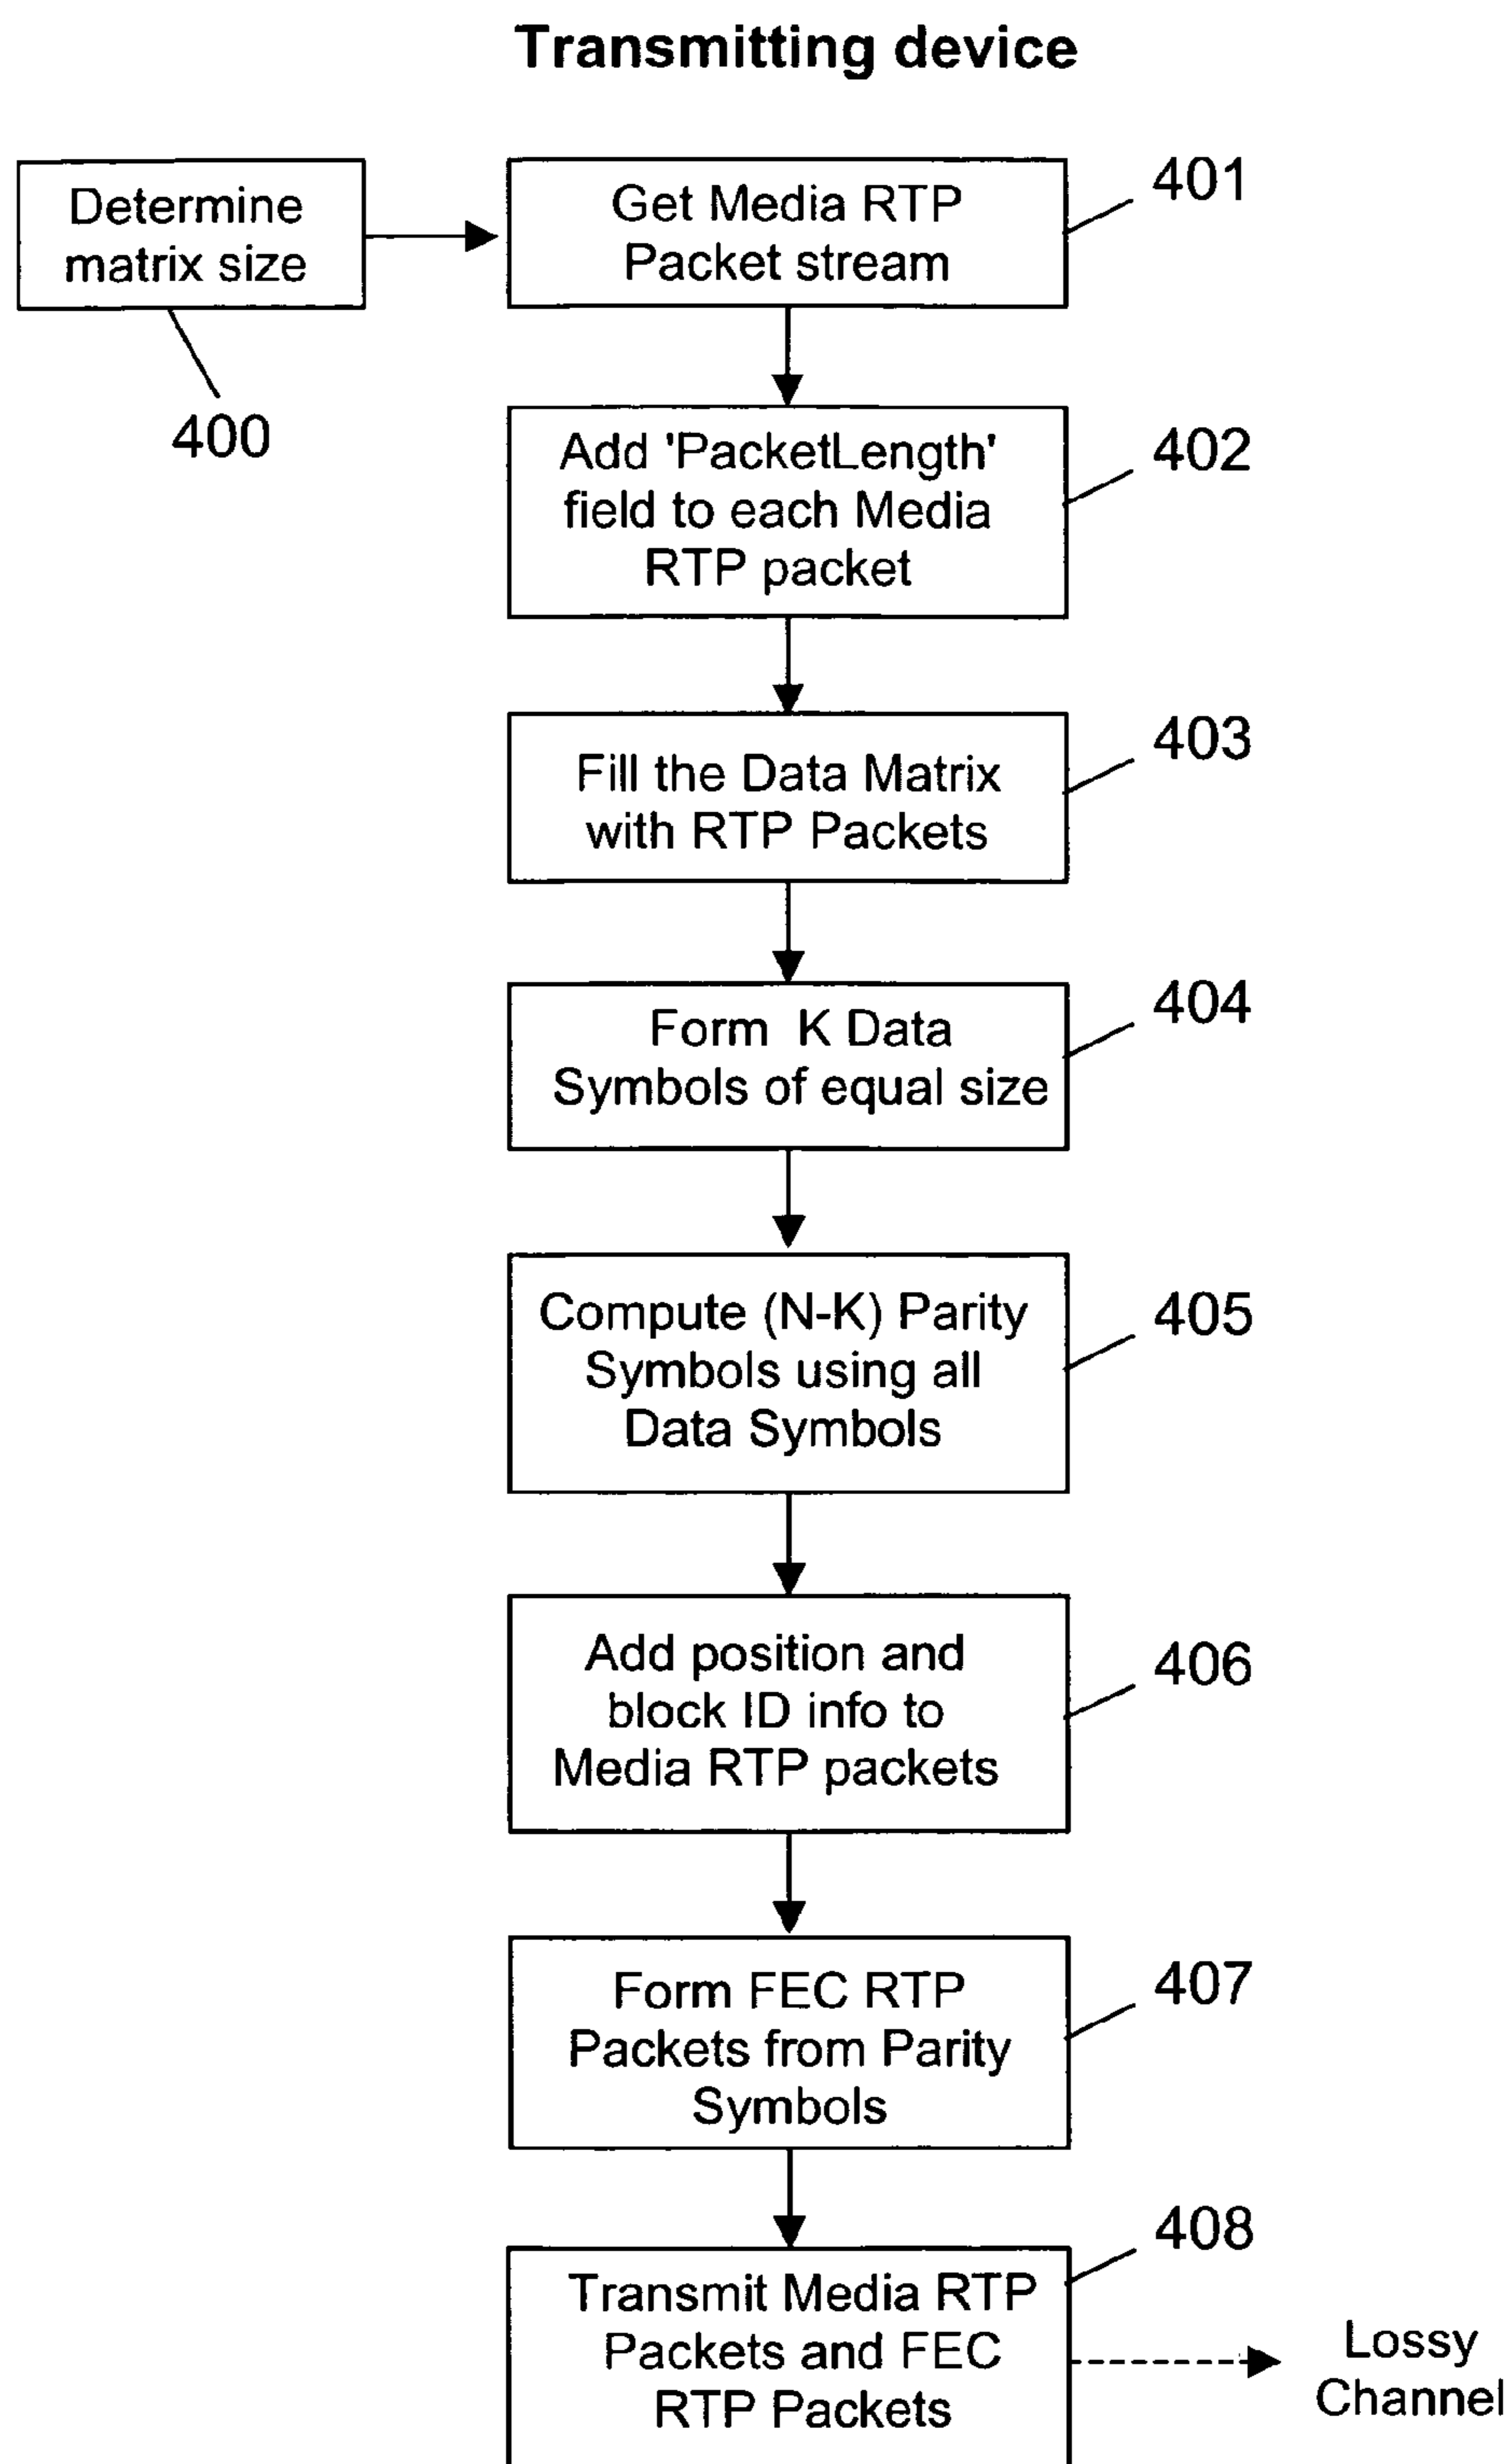 Transmitting device
Determine
matrix size
400
Get Media RTP
Packet stream
401
Add 'PacketLength'
field to each Media
RTP packet
402
Fill the Data Matrix
with RTP Packets
403
Form K Data
Symbols of equal size
404
Compute (N-K) Parity
Symbols using all
Data Symbols
405
Add position and
block ID info to
Media RTP packets
406
Form FEC RTP
Packets from Parity
Symbols
407
Transmit Media RTP
Packets and FEC
RTP Packets
408
Lossy
Channel